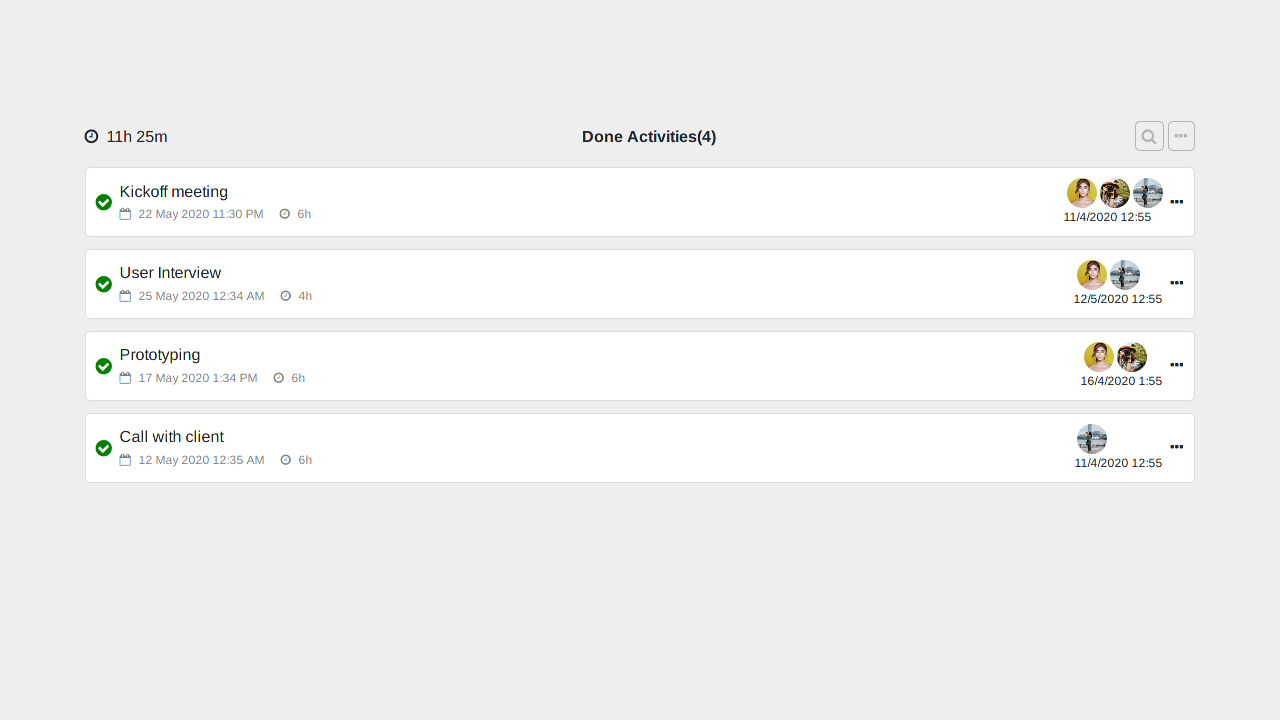 11h 25m
Done Activities(4)
Kickoff meeting
22 May 2020 11:30 PM 6h
11/4/2020 12:55
User Interview
25 May 2020 12:34 AM 4h
12/5/2020 12:55
Prototyping
17 May 2020 1:34 PM 6h
16/4/2020 1:55
Call with client
12 May 2020 12:35 AM 6h
11/4/2020 12:55